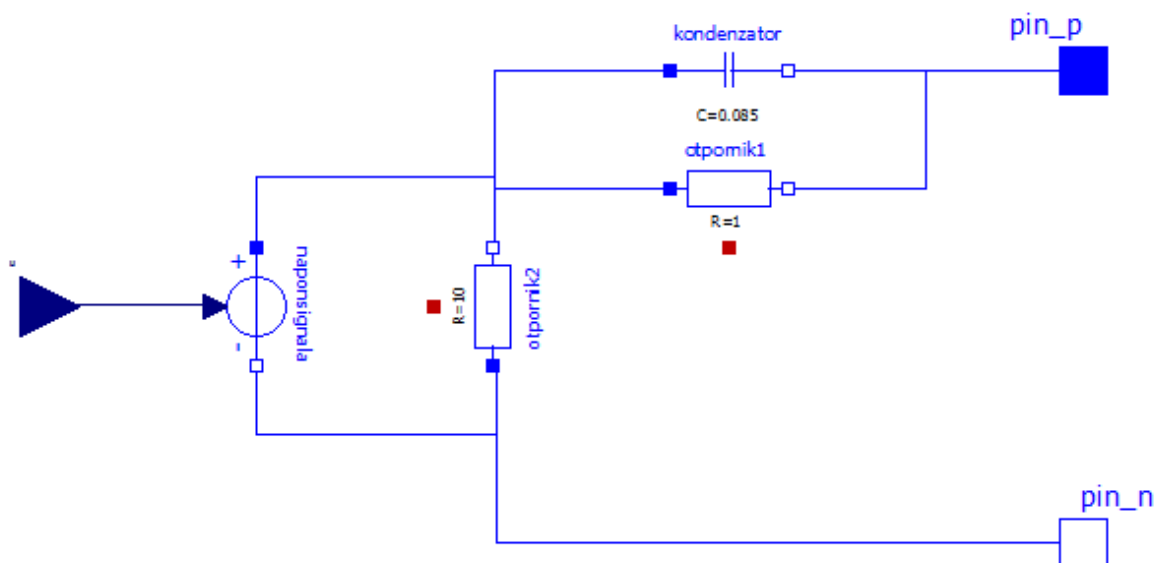 pin_p
kondenzator
C=0.085
otpornik1
R=1
+
naponsignala
-
R=10
otpornik2
pin_n